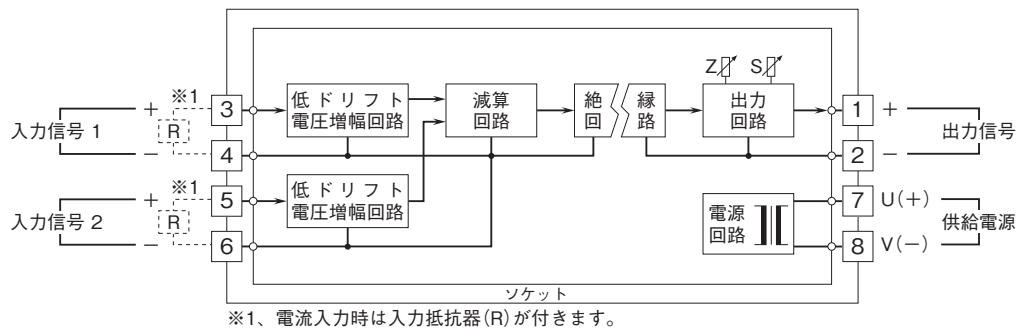 Z S
※1
入力信号 1
+
−
R
3
4
低ドリフト
電圧増幅回路
減算
回路
絶
回
縁
路
出力
回路
1
2
+
−
出力信号
※1
入力信号 2
+
−
R
5
6
低ドリフト
電圧増幅回路
電源
回路
7
8
U(+)
V(−)
供給電源
ソケット
※1、電流入力時は入力抵抗器(R)が付きます。